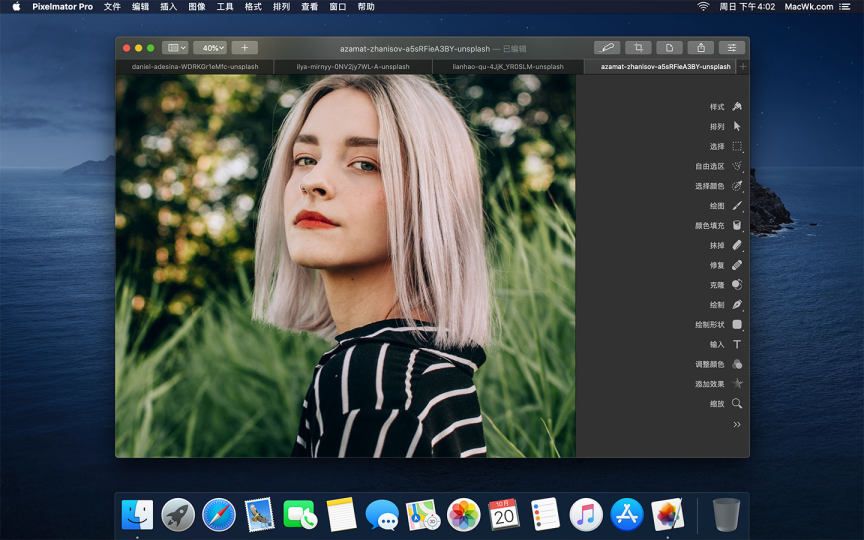 Pixelmator Pro 文件 编辑 插入 图像 工具 格式 排列 查看 窗口 帮助 周日 下午 4:02 MacWk.com
40% azamat-zhanisov-a5sRFieA3BY-unsplash — 已编辑
daniel-adesina-WDRKGr1eMfc-unsplash ilya-mirnyy-0NV2jy7WL-A-unsplash lianhao-qu-4JjK_YR0SLM-unsplash azamat-zhanisov-a5sRFieA3BY-unsplash
样式
排列
选择
自由选区
选择颜色
绘图
颜色填充
抹掉
修复
克隆
绘制
绘制形状
输入
调整颜色
添加效果
缩放
10月
20
3D